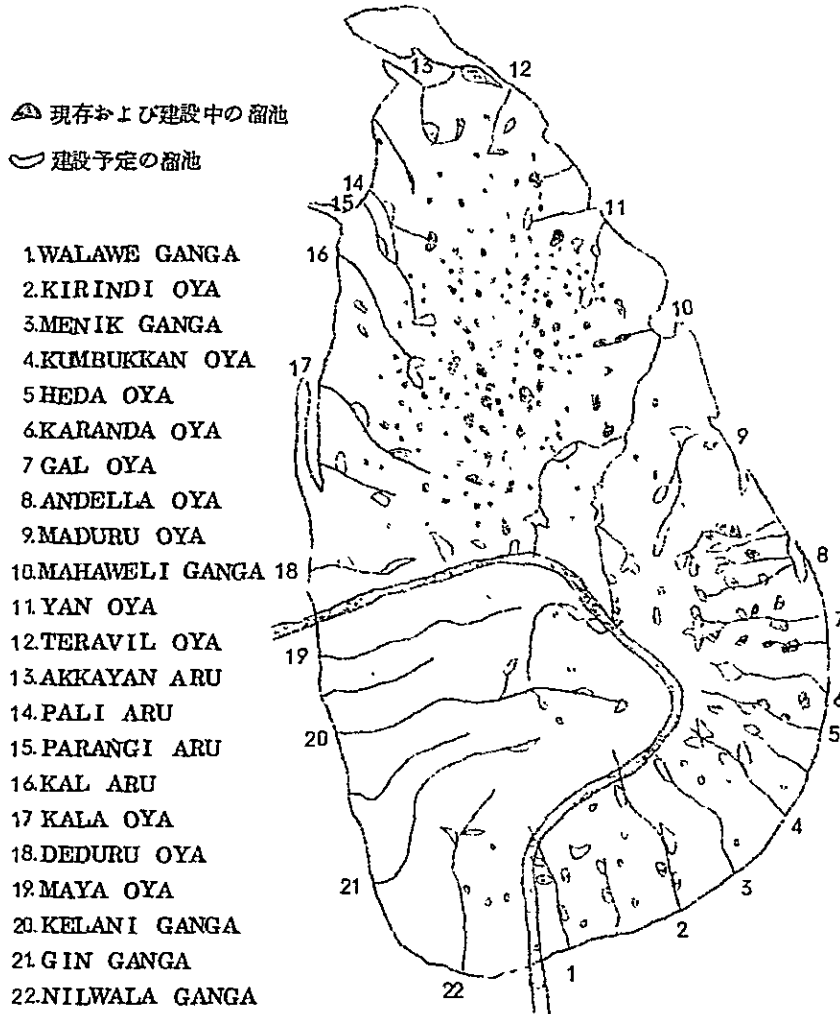 現存および建設中の溜池
建設予定の溜池
1.WALAWE GANGA
2.KIRINDI OYA
3.MENIK GANGA
4.KUMBUKKAN OYA
5.HEDA OYA
6.KARANDA OYA
7.GAL OYA
8.ANDELLA OYA
9.MADURU OYA
10.MAHAWELI GANGA
11.YAN OYA
12.TERAVIL OYA
13.AKKAYAN ARU
14.PALI ARU
15.PARANGI ARU
16.KAL ARU
17.KALA OYA
18.DEDURU OYA
19.MAYA OYA
20.KELANI GANGA
21.GIN GANGA
22.NILWALA GANGA
13
12
14
15
11
16
10
17
9
18
8
7
19
6
20
5
4
21
3
2
1
22